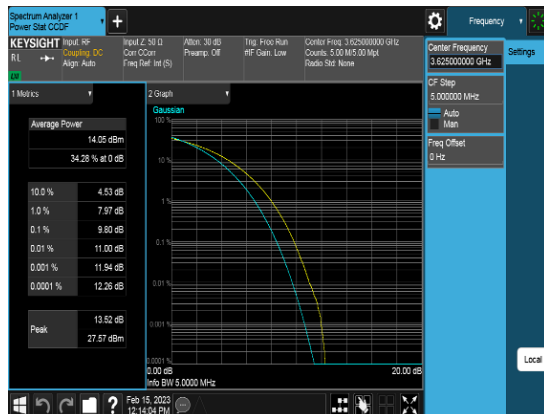 Spectrum Analyzer 1
Power Stat CCDF
+
Frequency
KEYSIGHT
Input: RF
Coupling: DC
Align: Auto
Input Z: 50 Ω
Corr CCorr
Freq Ref: Int (S)
Atten: 30 dB
Preamp: Off
Trig: Free Run
#IF Gain: Low
Center Freq: 3.625000000 GHz
Counts: 5.00 M/5.00 Mpt
Radio Std: None
R L
LXI
Center Frequency
3.625000000 GHz
Settings
CF Step
5.000000 MHz
Auto
Man
Freq Offset
0 Hz
1 Metrics
Average Power
14.05 dBm
34.28 % at 0 dB
10.0 % 4.53 dB
1.0 % 7.97 dB
0.1 % 9.80 dB
0.01 % 11.00 dB
0.001 % 11.94 dB
0.0001 % 12.26 dB
Peak
13.52 dB
27.57 dBm
2 Graph
Gaussian
100 %
10 %
1 %
0.1 %
0.01 %
0.001 %
0.0001 %
0.00 dB
20.00 dB
Info BW 5.0000 MHz
Local
?
Feb 15, 2023
12:14:04 PM